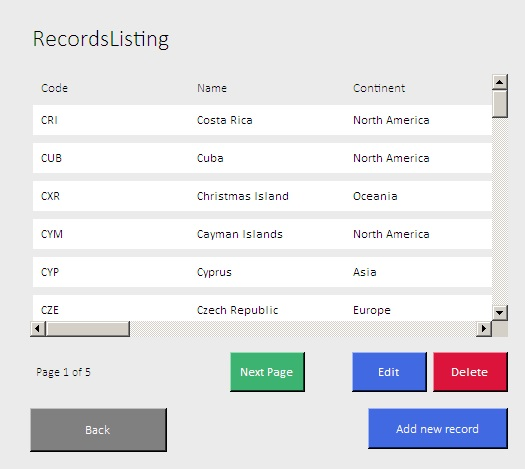 RecordsListing
Code Name Continent
CRI Costa Rica North America
CUB Cuba North America
CXR Christmas Island Oceania
CYM Cayman Islands North America
CYP Cyprus Asia
CZE Czech Republic Europe
Page 1 of 5 Next Page Edit Delete
Back Add new record